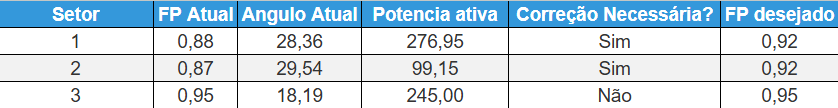 Setor FP Atual Angulo Atual Potencia ativa Correção Necessária? FP desejado
1 0,88 28,36 276,95 Sim 0,92
2 0,87 29,54 99,15 Sim 0,92
3 0,95 18,19 245,00 Não 0,95